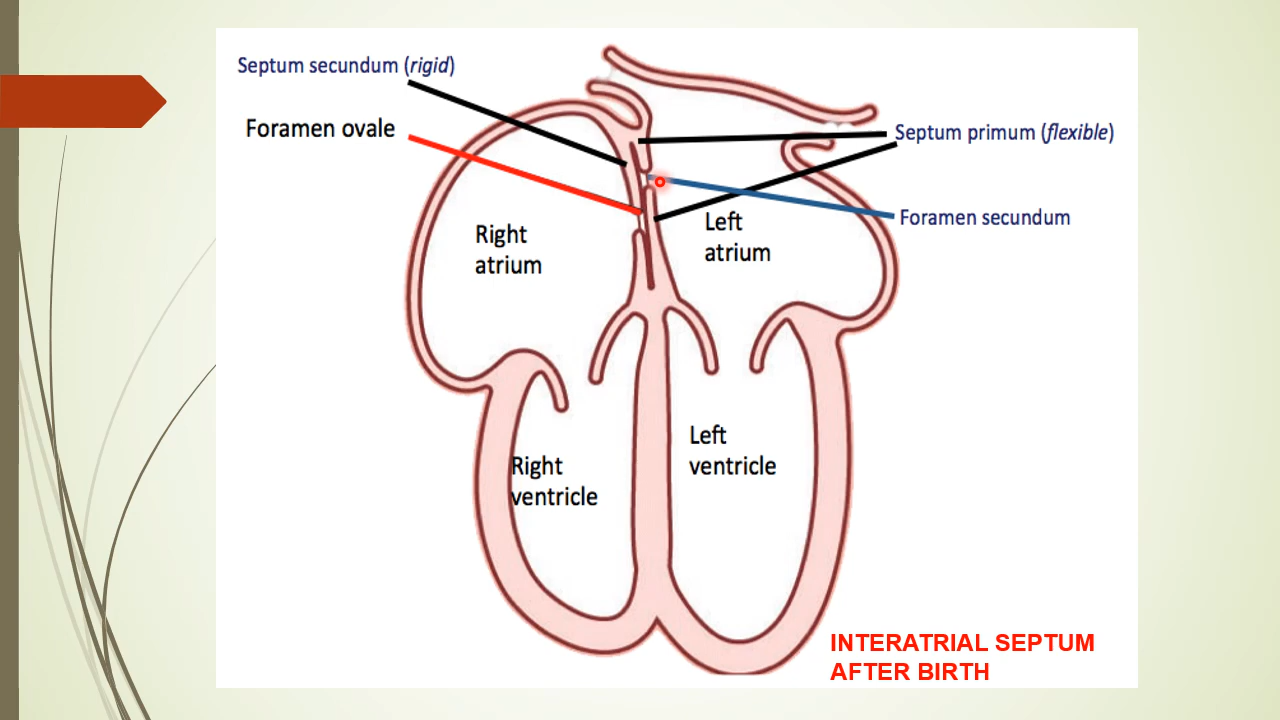 Septum secundum (rigid)
Foramen ovale
Septum primum (flexible)
Foramen secundum
Right
atrium
Left
atrium
Right
ventricle
Left
ventricle
INTERATRIAL SEPTUM
AFTER BIRTH